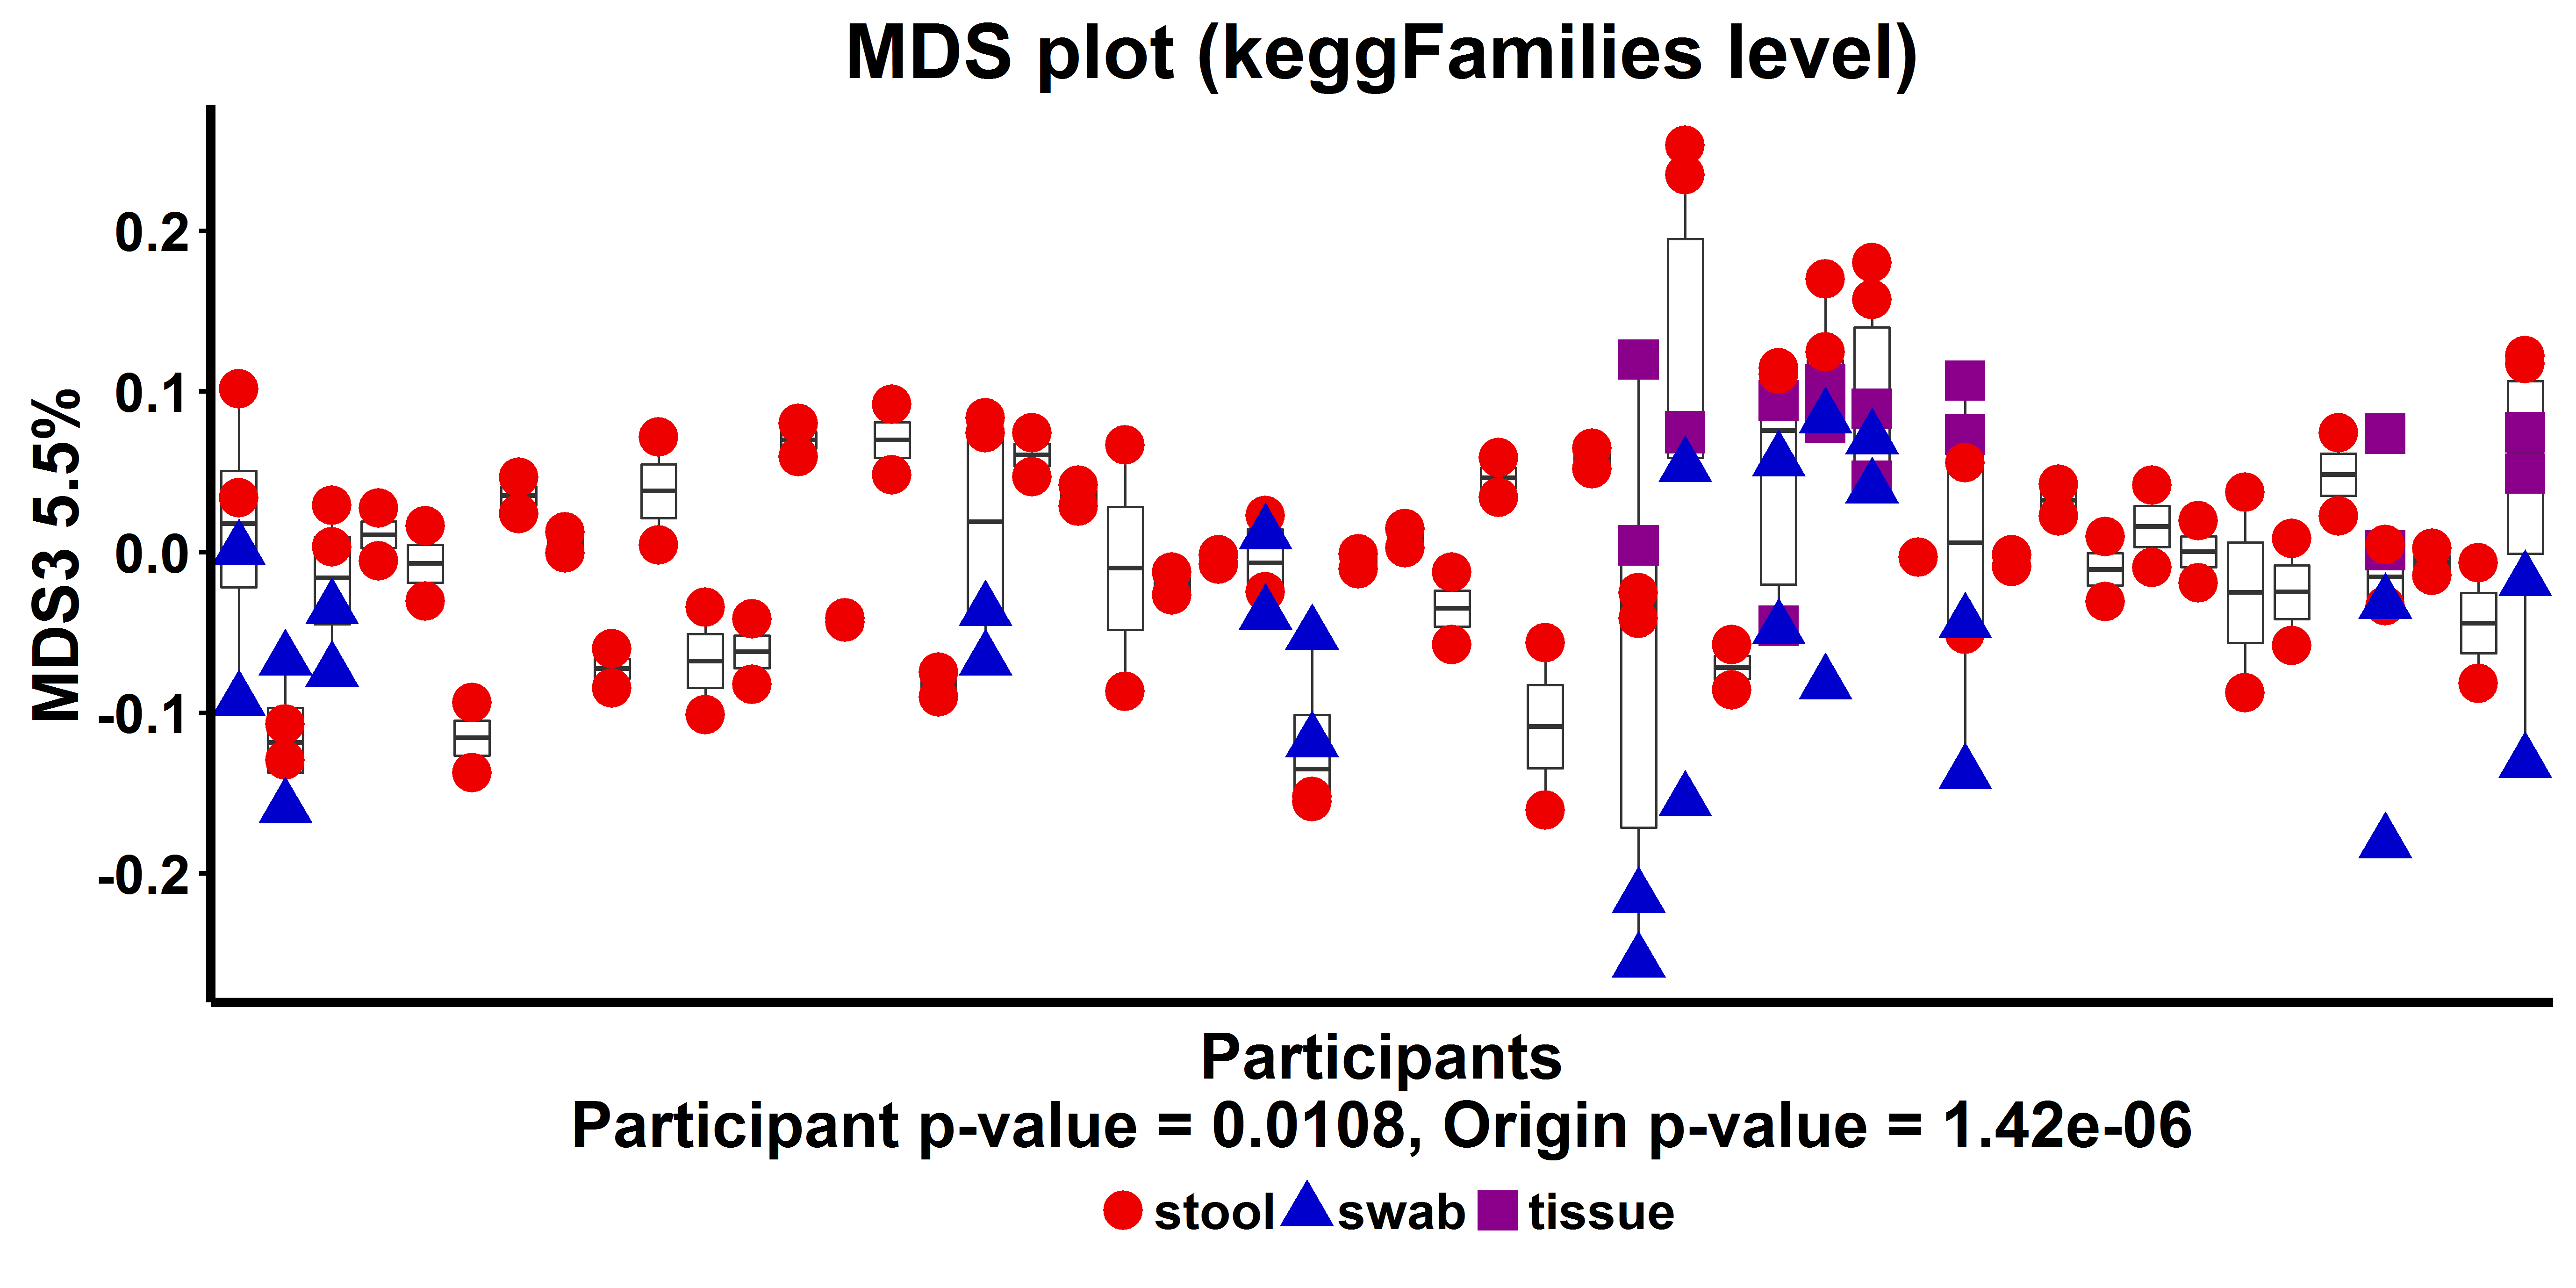 MDS plot (keggFamilies level)
MDS3 5.5%
0.2
0.1
0.0
-0.1
-0.2
Participants
Participant p-value = 0.0108, Origin p-value = 1.42e-06
stool swab tissue